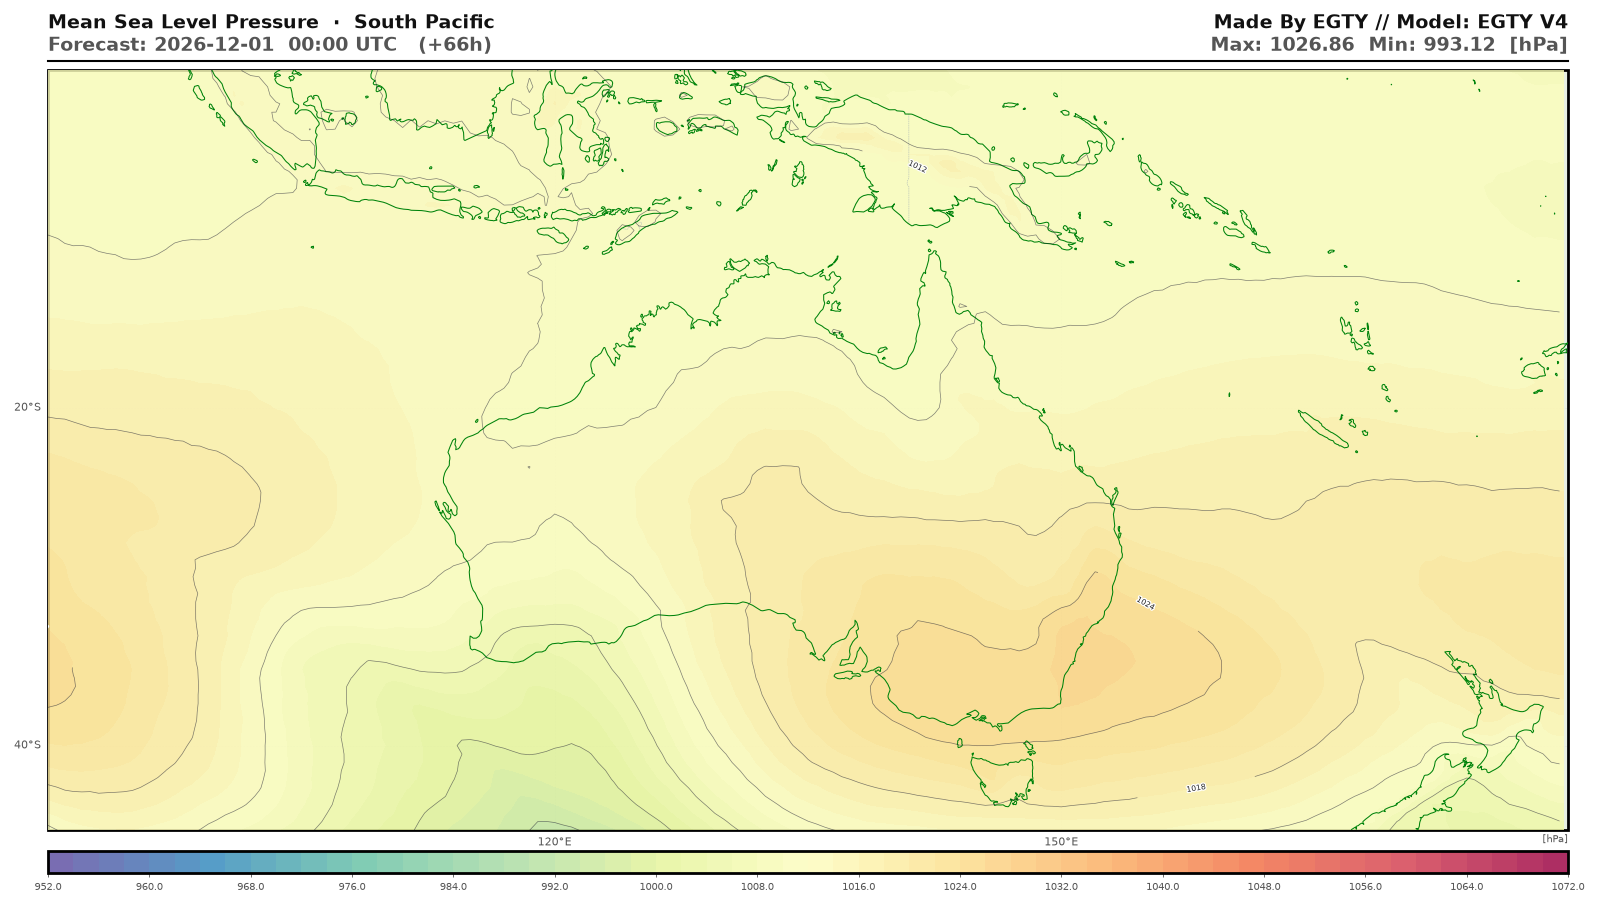 Mean Sea Level Pressure · South Pacific
Made By EGTY // Model: EGTY V4
Forecast: 2026-12-01 00:00 UTC (+66h)
Max: 1026.86 Min: 993.12 [hPa]
1012
20°S
1024
40°S
1018
120°E
150°E
[hPa]
952.0
960.0
968.0
976.0
984.0
992.0
1000.0
1008.0
1016.0
1024.0
1032.0
1040.0
1048.0
1056.0
1064.0
1072.0